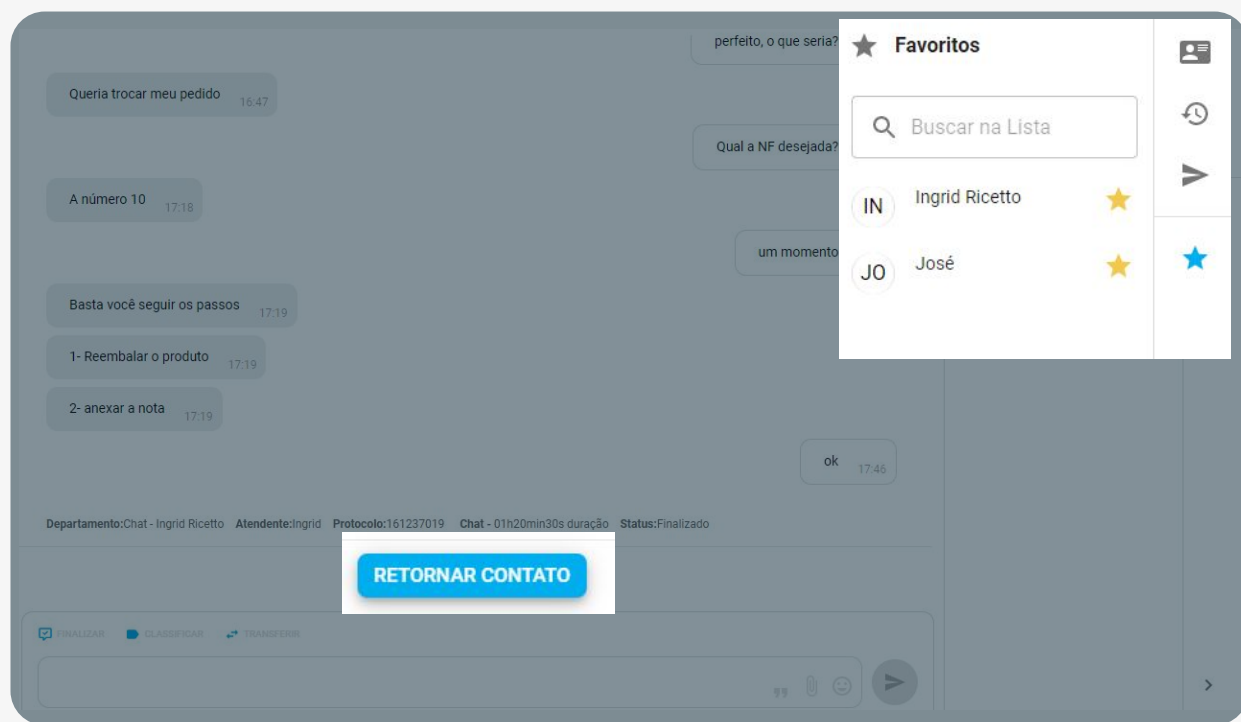 perfeito, o que seria?
Queria trocar meu pedido 16:47
Qual a NF desejada?
A número 10 17:18
um momento
Basta você seguir os passos 17:19
1- Reembalar o produto 17:19
2- anexar a nota 17:19
ok 17:46
Departamento:Chat - Ingrid Ricetto Atendente:Ingrid Protocolo:161237019 Chat - 01h20min30s duração Status:Finalizado
RETORNAR CONTATO
FINALIZAR CLASSIFICAR TRANSFERIR
Favoritos
Buscar na Lista
IN Ingrid Ricetto
JO José